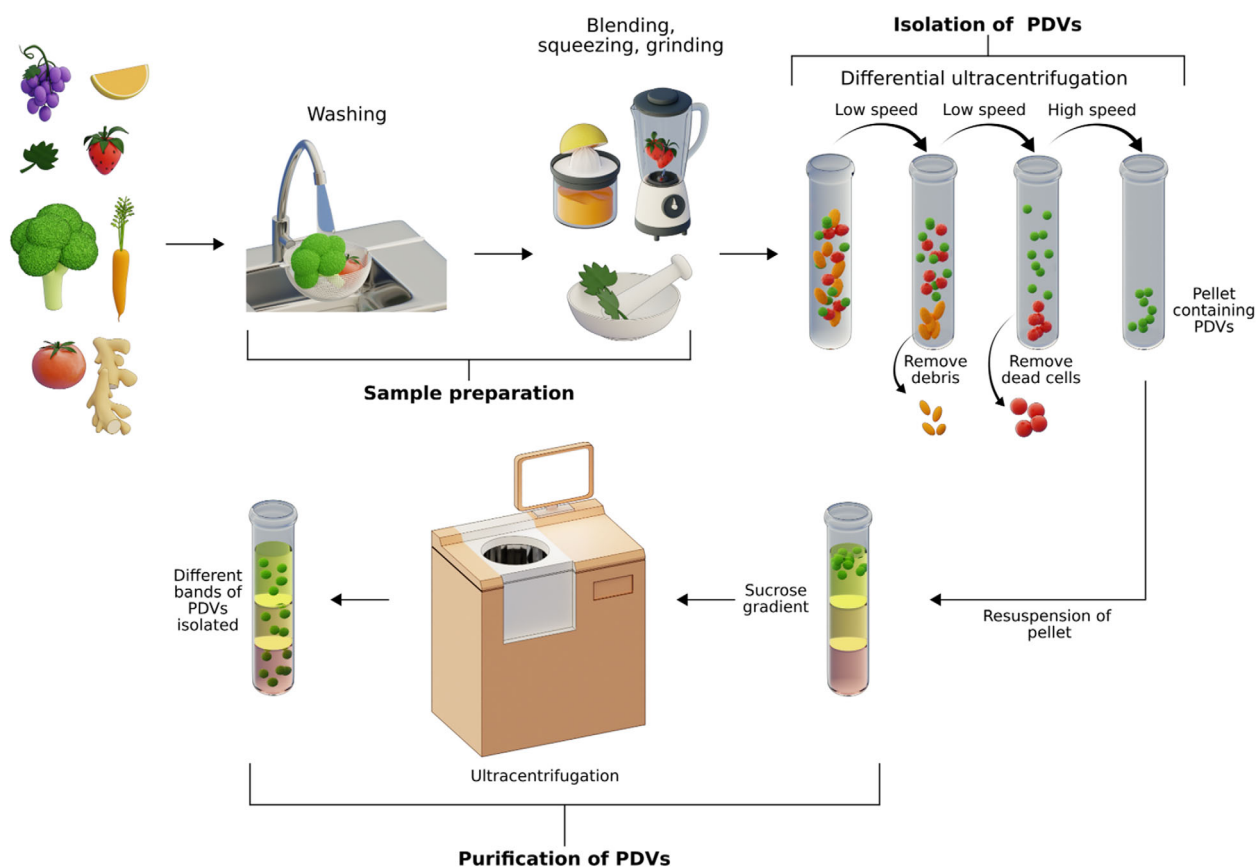 Isolation of PDVs
Blending,
squeezing, grinding
Differential ultracentrifugation
Washing
Low speed
Low speed
High speed
Pellet
containing
PDVs
Remove
debris
Remove
dead cells
Sample preparation
Different
bands of
PDVs
isolated
Sucrose
gradient
Resuspension of
pellet
Ultracentrifugation
Purification of PDVs